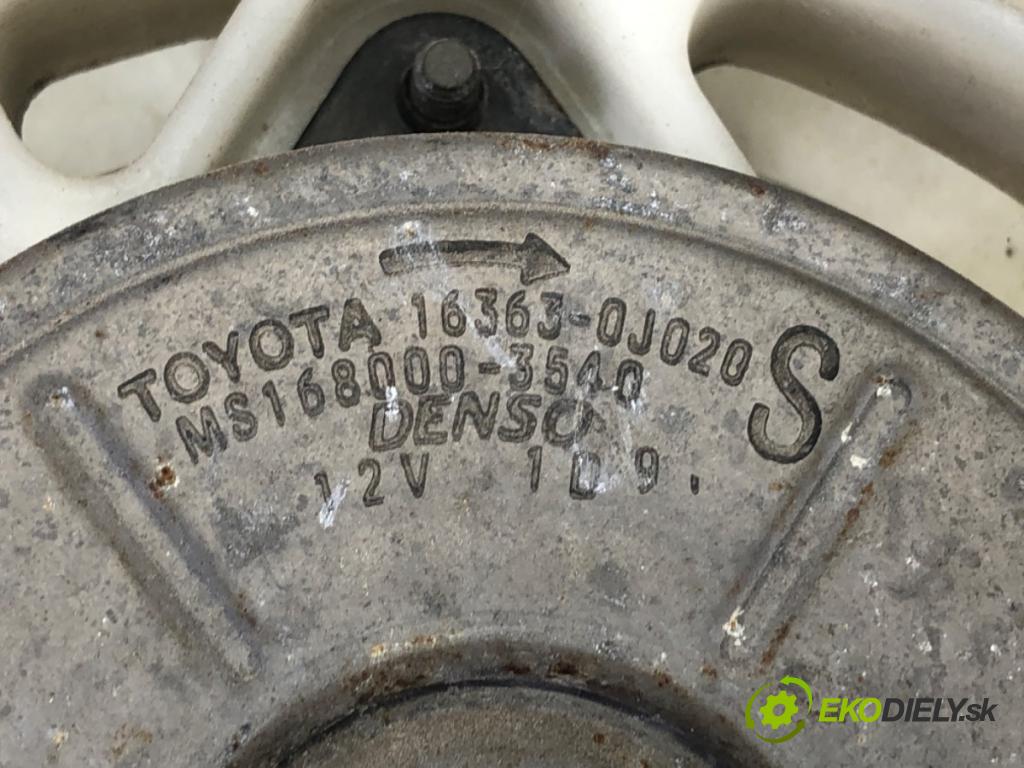 TOYOTA 16363-0J020 S
MS168000-3540
DENSO
12V 1D9.
EKODIELY.sk